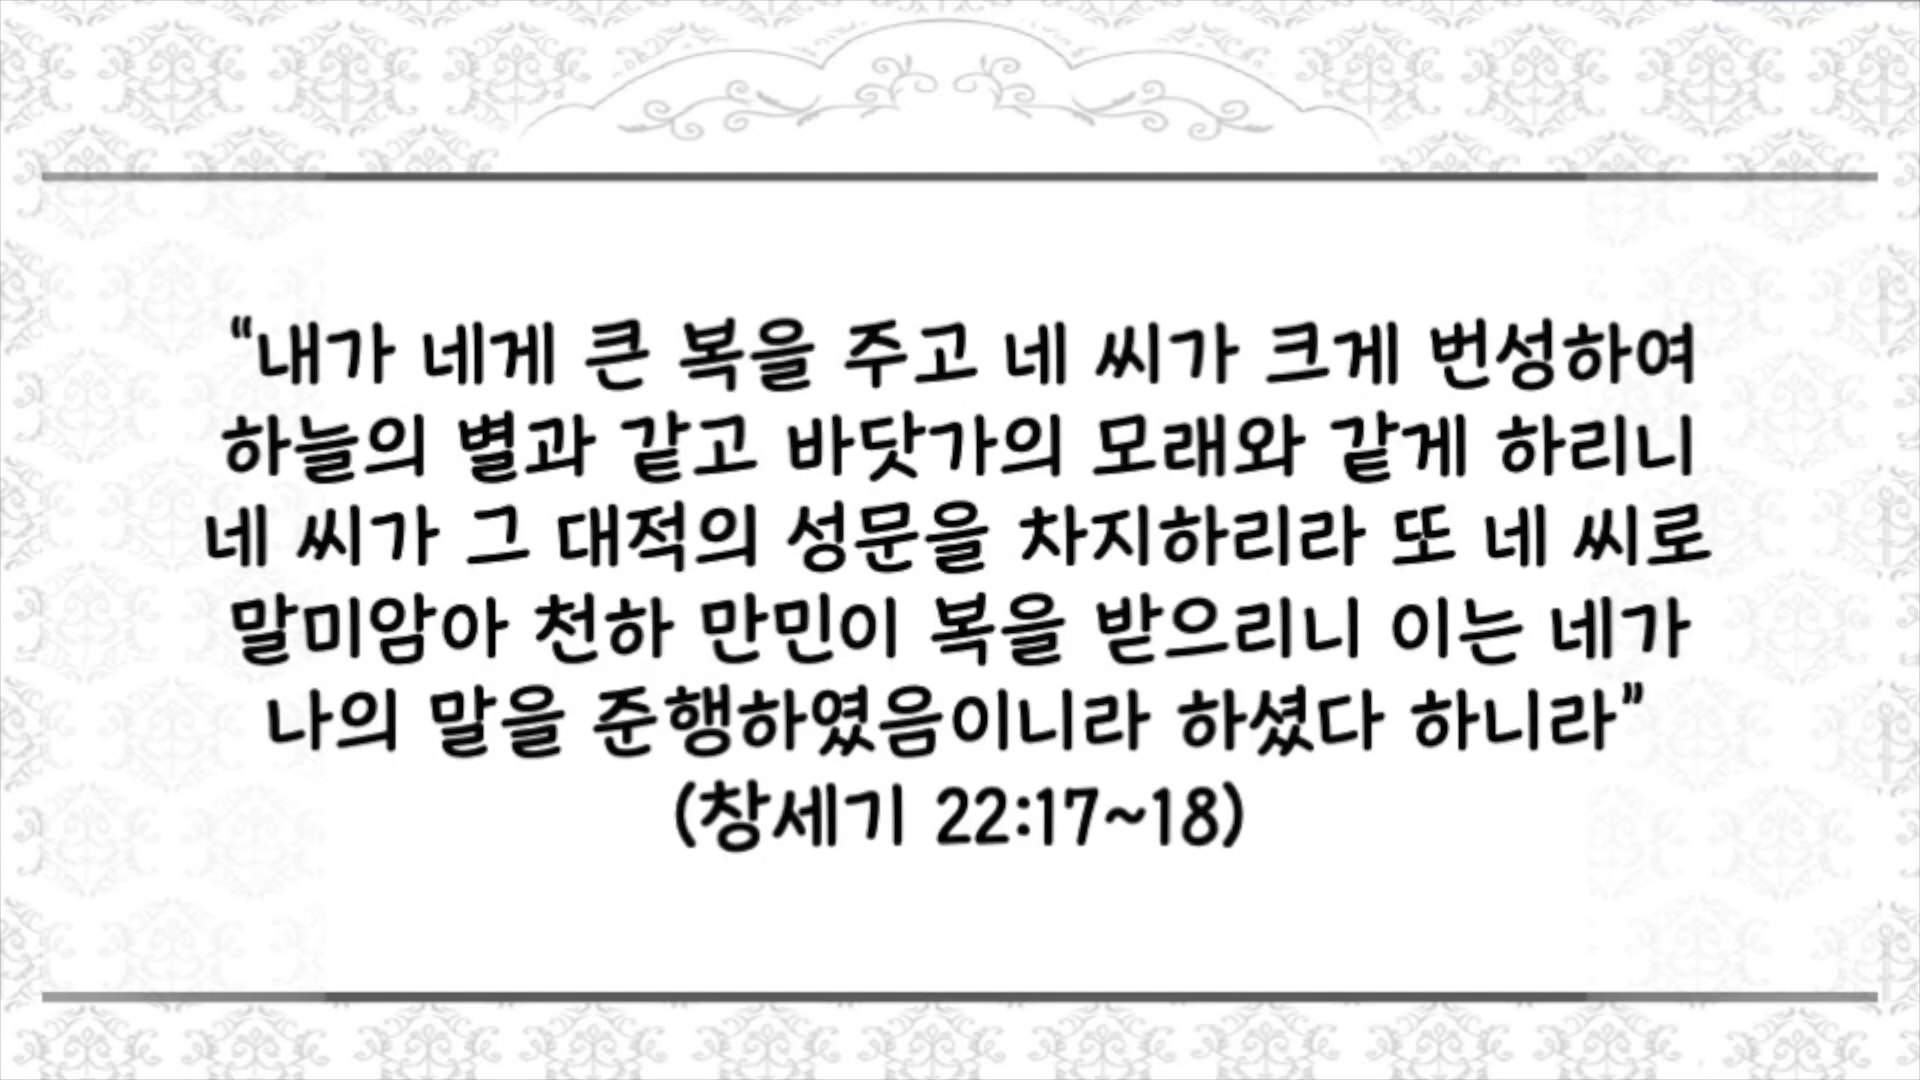 “내가 네게 큰 복을 주고 네 씨가 크게 번성하여
하늘의 별과 같고 바닷가의 모래와 같게 하리니
네 씨가 그 대적의 성문을 차지하리라 또 네 씨로
말미암아 천하 만민이 복을 받으리니 이는 네가
나의 말을 준행하였음이니라 하셨다 하니라”
(창세기 22:17~18)